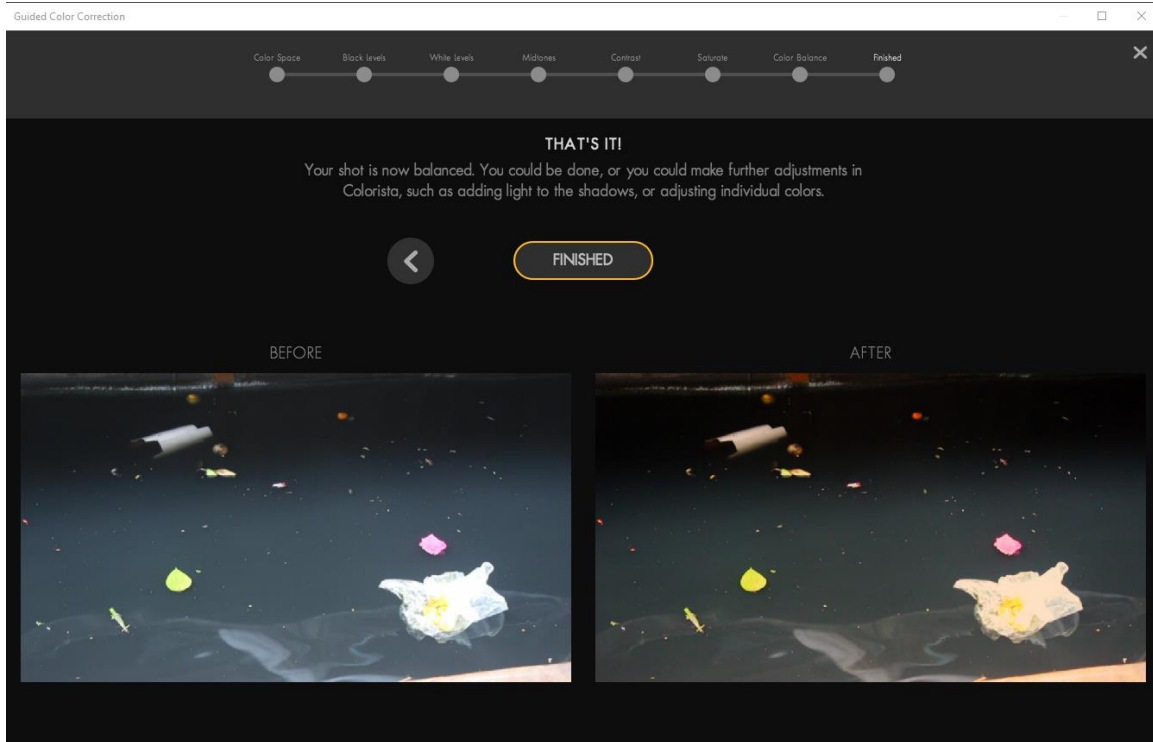 Guided Color Correction
Color Space
Black Levels
White Levels
Midtones
Contrast
Saturate
Color Balance
Finished
THAT'S IT!
Your shot is now balanced. You could be done, or you could make further adjustments in
Colorista, such as adding light to the shadows, or adjusting individual colors.
FINISHED
BEFORE
AFTER